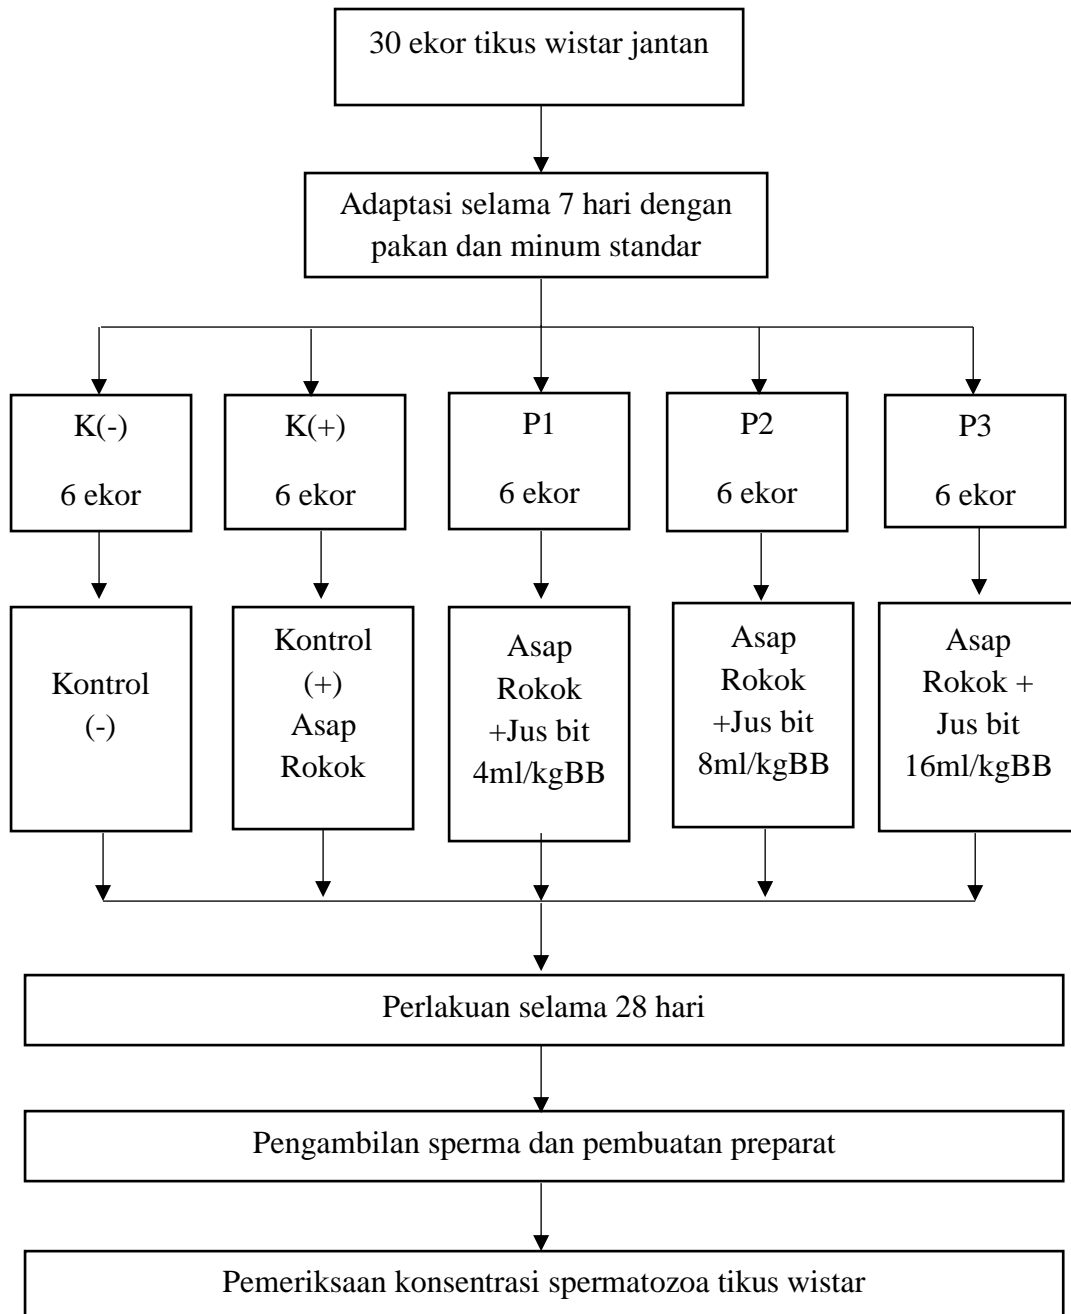 30 ekor tikus wistar jantan
Adaptasi selama 7 hari dengan
pakan dan minum standar
K(-)
6 ekor
K(+)
6 ekor
P1
6 ekor
P2
6 ekor
P3
6 ekor
Kontrol
(-)
Kontrol
(+)
Asap
Rokok
Asap
Rokok
+Jus bit
4ml/kgBB
Asap
Rokok
+Jus bit
8ml/kgBB
Asap
Rokok +
Jus bit
16ml/kgBB
Perlakuan selama 28 hari
Pengambilan sperma dan pembuatan preparat
Pemeriksaan konsentrasi spermatozoa tikus wistar